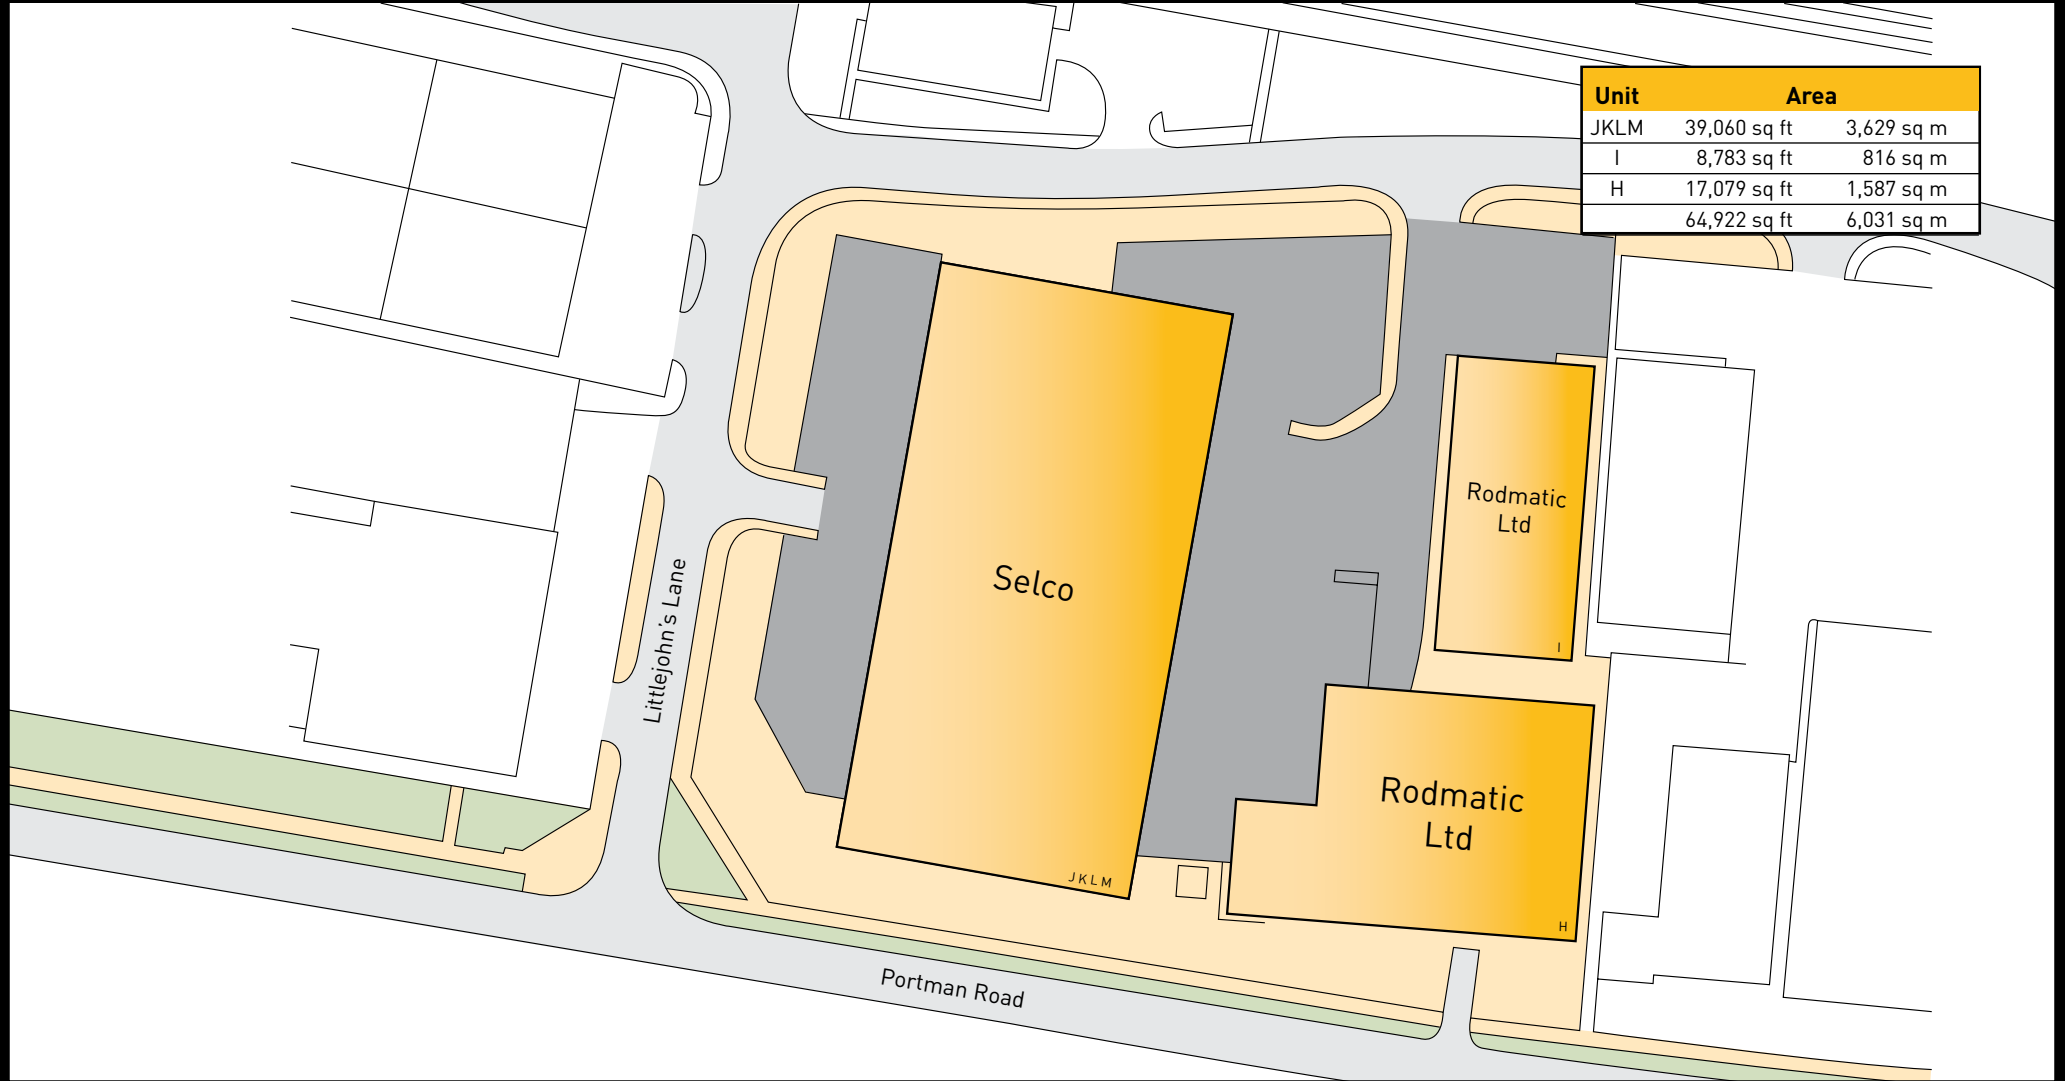 Unit Area
JKLM 39,060 sq ft 3,629 sq m
I 8,783 sq ft 816 sq m
H 17,079 sq ft 1,587 sq m
64,922 sq ft 6,031 sq m
Rodmatic
Ltd
I
Selco
JKLM
Littlejohn's Lane
Rodmatic
Ltd
H
Portman Road